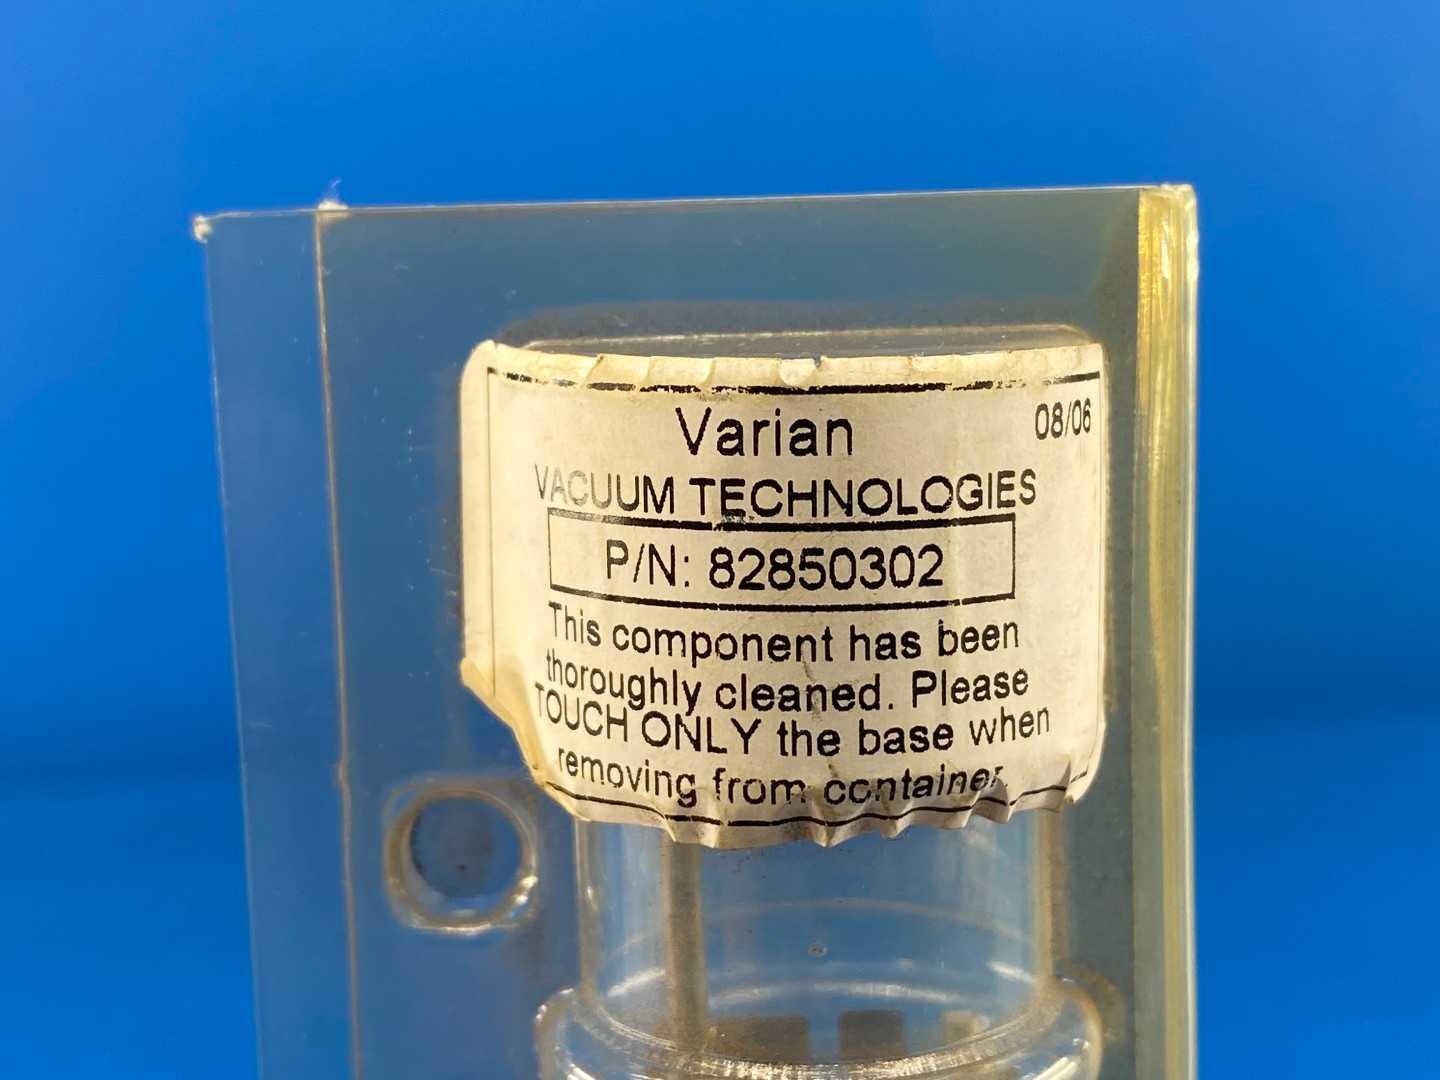 Varian
08/06
VACUUM TECHNOLOGIES
P/N: 82850302
This component has been
thoroughly cleaned. Please
TOUCH ONLY the base when
removing from container